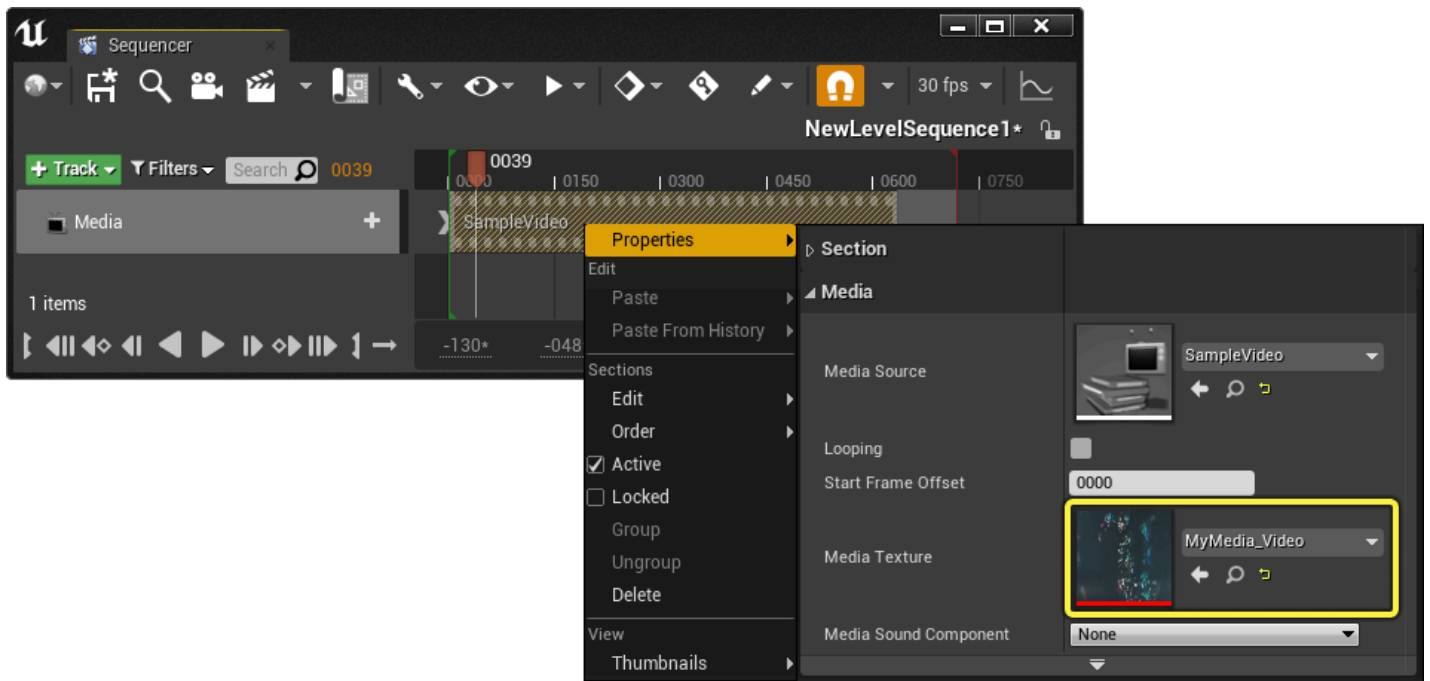 Sequencer
30 fps
NewLevelSequence1*
+ Track
Filters
Search
0039
0039
0000
0150
0300
0450
0600
0750
Media
SampleVideo
1 items
-130*
-048
Properties
Edit
Paste
Paste From History
Sections
Edit
Order
Active
Locked
Group
Ungroup
Delete
View
Thumbnails
Section
Media
Media Source
SampleVideo
Looping
Start Frame Offset
0000
Media Texture
MyMedia_Video
Media Sound Component
None